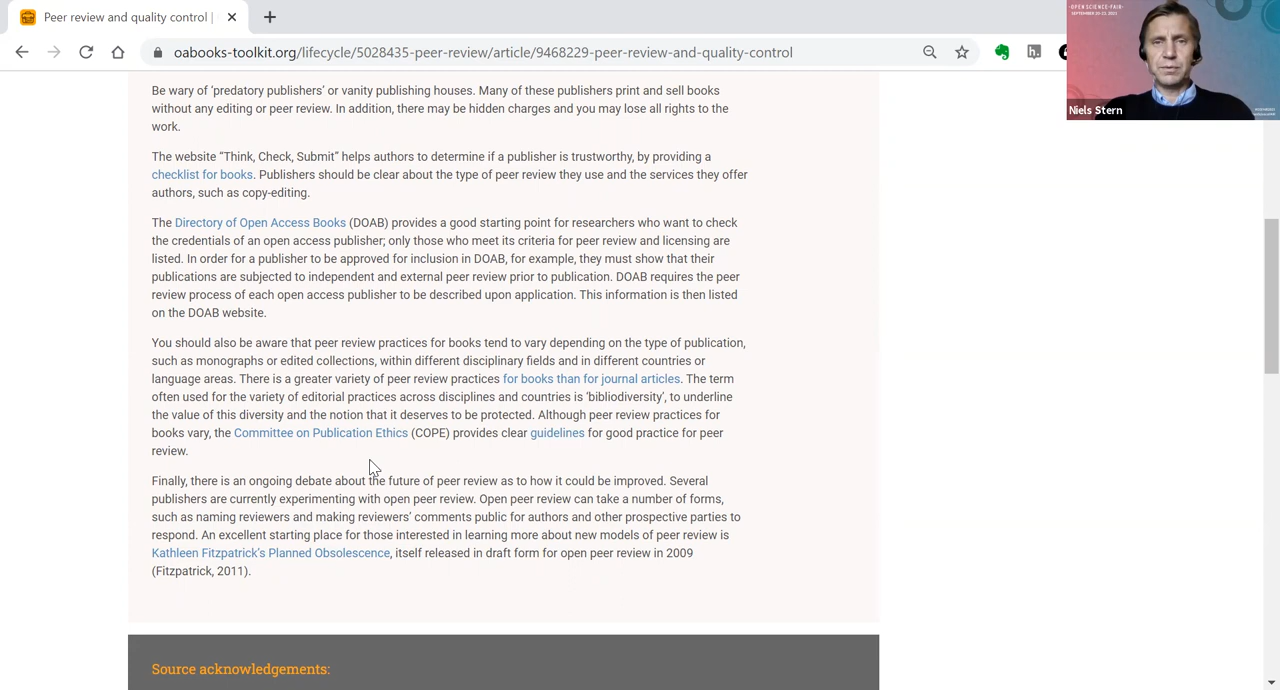 Peer review and quality control |
oabooks-toolkit.org/lifecycle/5028435-peer-review/article/9468229-peer-review-and-quality-control
·OPEN SCIENCE FAIR·
Niels Stern
Be wary of ‘predatory publishers’ or vanity publishing houses. Many of these publishers print and sell books
without any editing or peer review. In addition, there may be hidden charges and you may lose all rights to the
work.
The website “Think, Check, Submit” helps authors to determine if a publisher is trustworthy, by providing a
checklist for books. Publishers should be clear about the type of peer review they use and the services they offer
authors, such as copy-editing.
The Directory of Open Access Books (DOAB) provides a good starting point for researchers who want to check
the credentials of an open access publisher; only those who meet its criteria for peer review and licensing are
listed. In order for a publisher to be approved for inclusion in DOAB, for example, they must show that their
publications are subjected to independent and external peer review prior to publication. DOAB requires the peer
review process of each open access publisher to be described upon application. This information is then listed
on the DOAB website.
You should also be aware that peer review practices for books tend to vary depending on the type of publication,
such as monographs or edited collections, within different disciplinary fields and in different countries or
language areas. There is a greater variety of peer review practices for books than for journal articles. The term
often used for the variety of editorial practices across disciplines and countries is ‘bibliodiversity’, to underline
the value of this diversity and the notion that it deserves to be protected. Although peer review practices for
books vary, the Committee on Publication Ethics (COPE) provides clear guidelines for good practice for peer
review.
Finally, there is an ongoing debate about the future of peer review as to how it could be improved. Several
publishers are currently experimenting with open peer review. Open peer review can take a number of forms,
such as naming reviewers and making reviewers’ comments public for authors and other prospective parties to
respond. An excellent starting place for those interested in learning more about new models of peer review is
Kathleen Fitzpatrick’s Planned Obsolescence, itself released in draft form for open peer review in 2009
(Fitzpatrick, 2011).
Source acknowledgements: